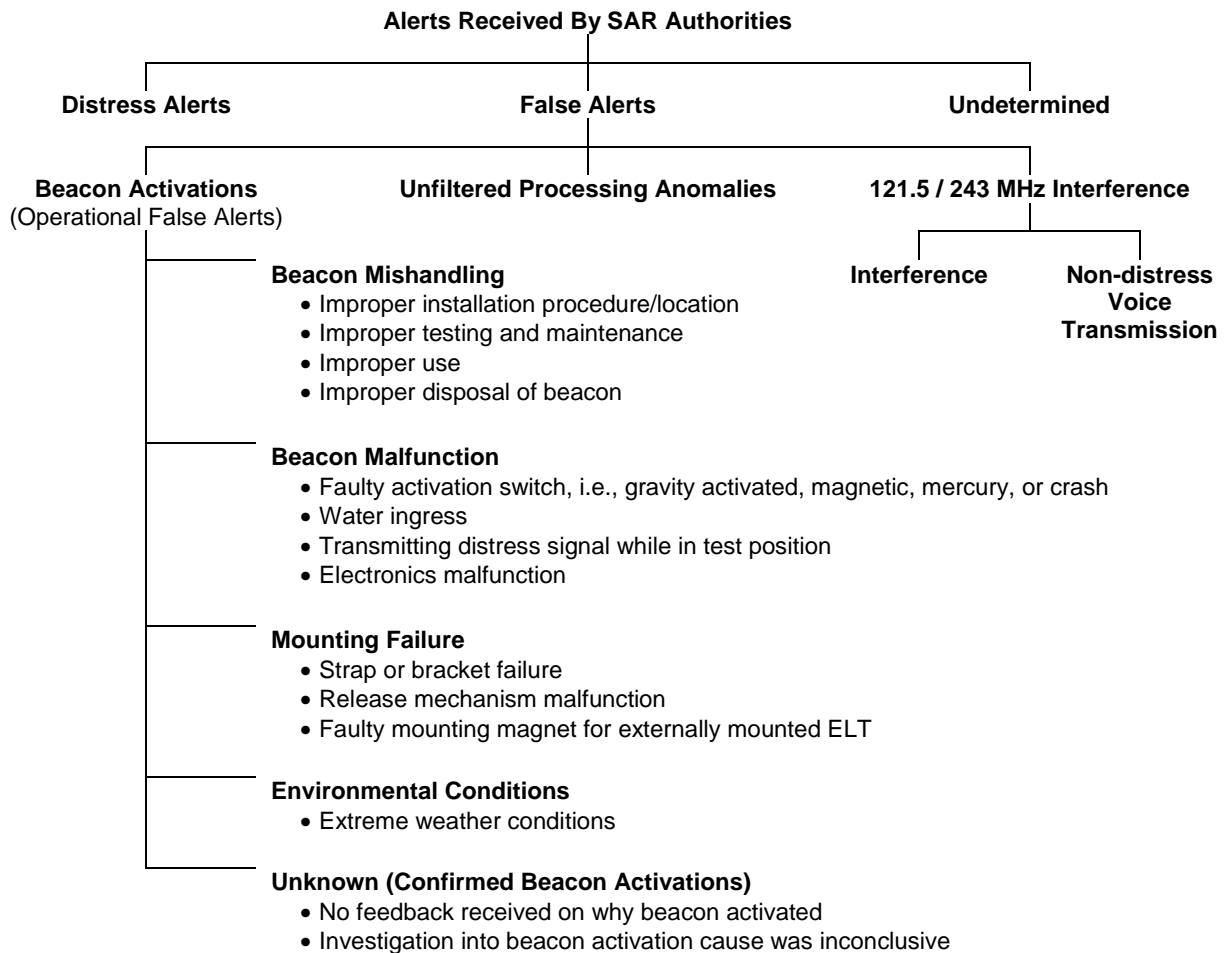 Alerts Received By SAR Authorities
Distress Alerts
False Alerts
Undetermined
Beacon Activations
(Operational False Alerts)
Unfiltered Processing Anomalies
121.5 / 243 MHz Interference
Interference
Non-distress
Voice
Transmission
Beacon Mishandling
• Improper installation procedure/location
• Improper testing and maintenance
• Improper use
• Improper disposal of beacon
Beacon Malfunction
• Faulty activation switch, i.e., gravity activated, magnetic, mercury, or crash
• Water ingress
• Transmitting distress signal while in test position
• Electronics malfunction
Mounting Failure
• Strap or bracket failure
• Release mechanism malfunction
• Faulty mounting magnet for externally mounted ELT
Environmental Conditions
• Extreme weather conditions
Unknown (Confirmed Beacon Activations)
• No feedback received on why beacon activated
• Investigation into beacon activation cause was inconclusive